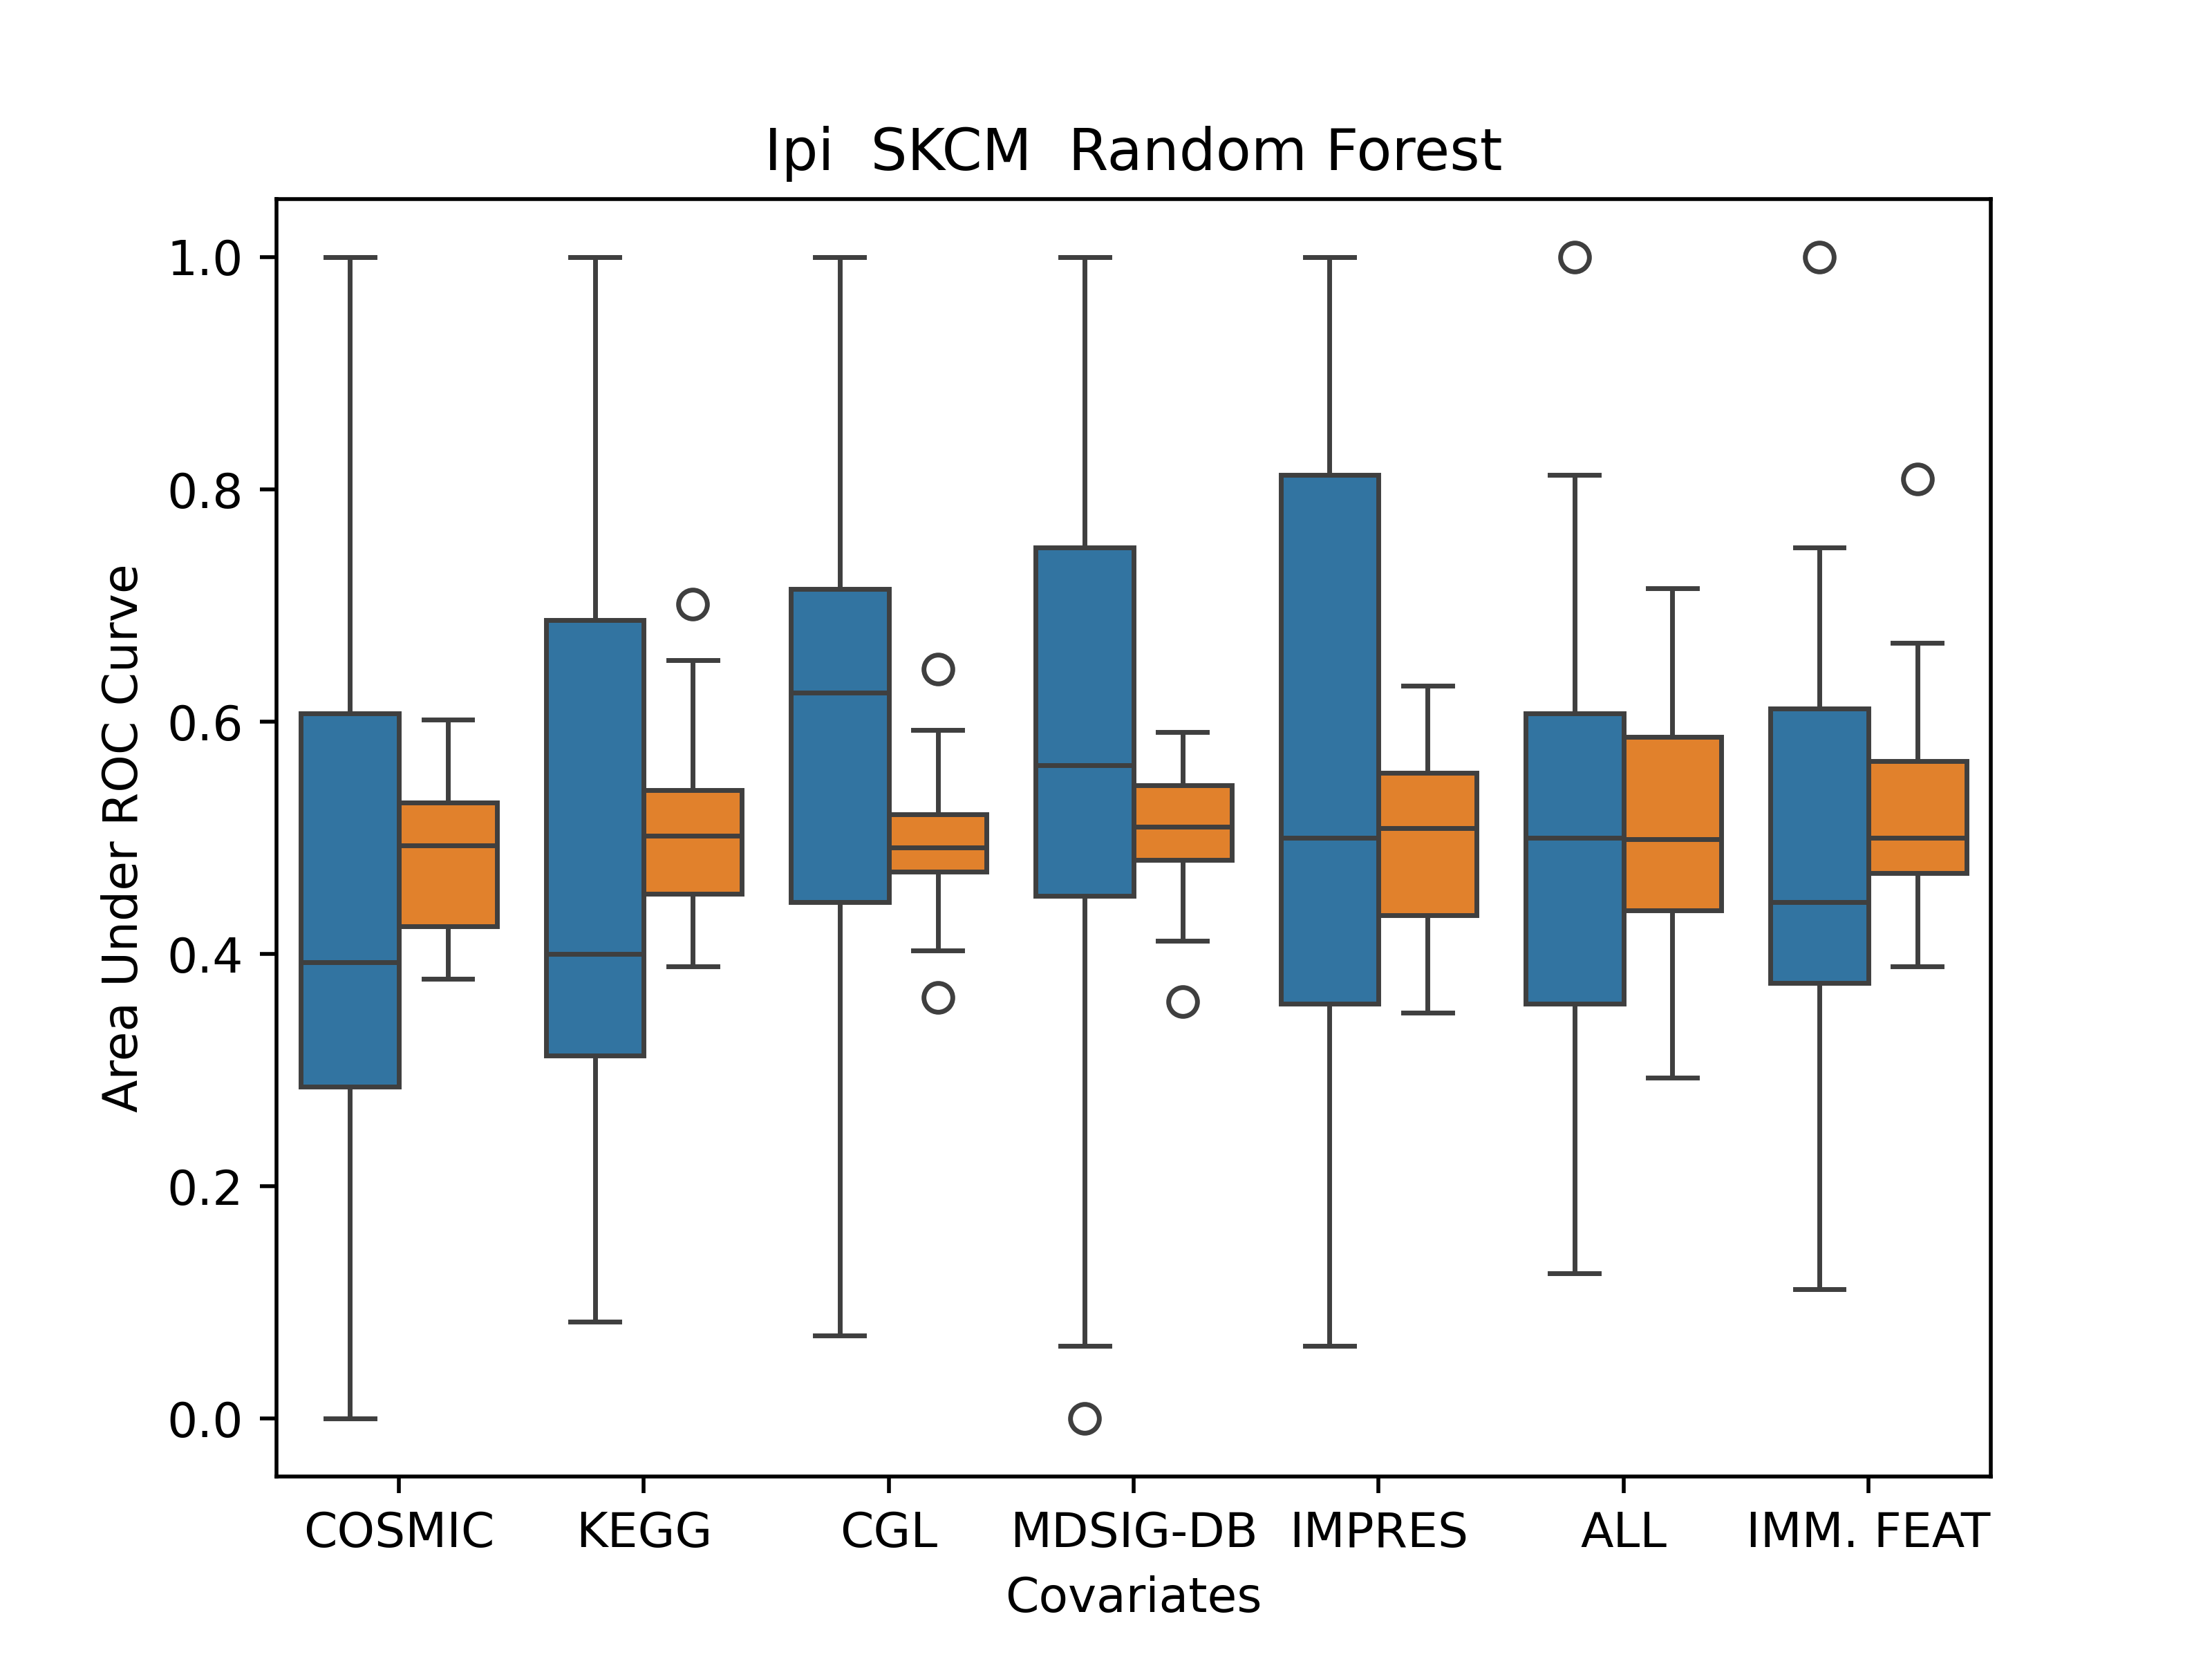 Ipi SKCM Random Forest
Area Under ROC Curve
1.0
0.8
0.6
0.4
0.2
0.0
COSMIC KEGG CGL MDSIG-DB IMPRES ALL IMM. FEAT
Covariates